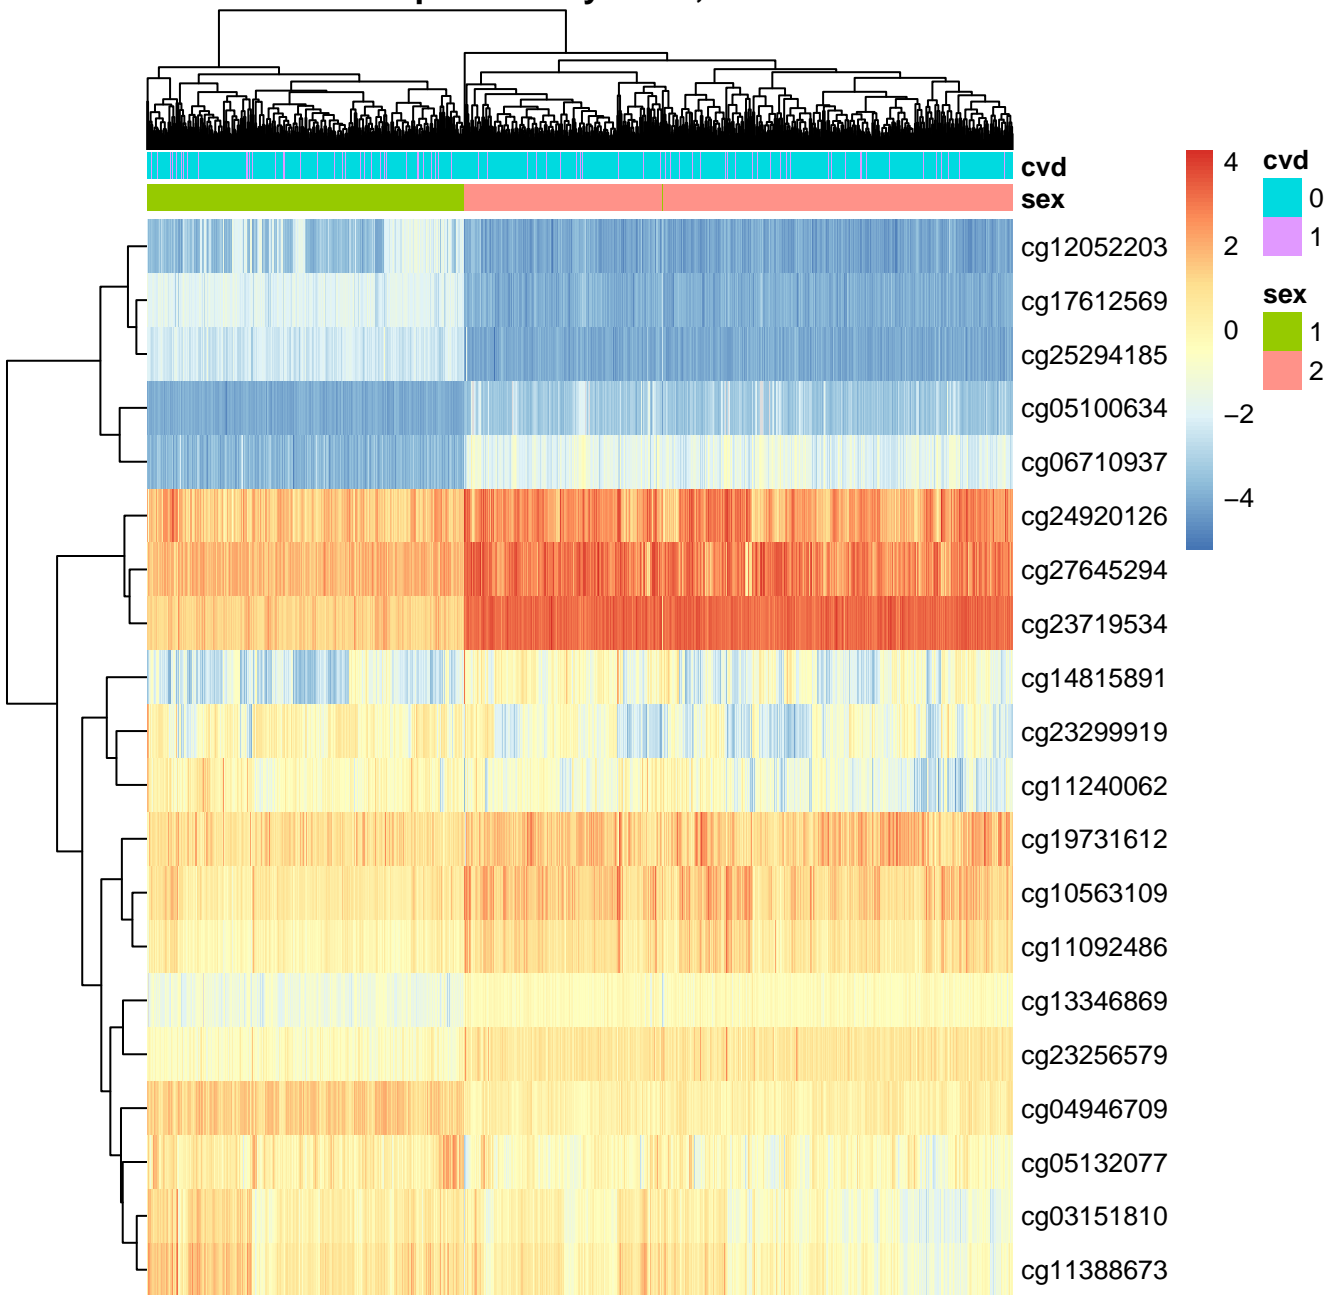 cvd
sex
cg12052203
cg17612569
cg25294185
cg05100634
cg06710937
cg24920126
cg27645294
cg23719534
cg14815891
cg23299919
cg11240062
cg19731612
cg10563109
cg11092486
cg13346869
cg23256579
cg04946709
cg05132077
cg03151810
cg11388673
4
2
0
−2
−4
cvd
0
1
sex
1
2